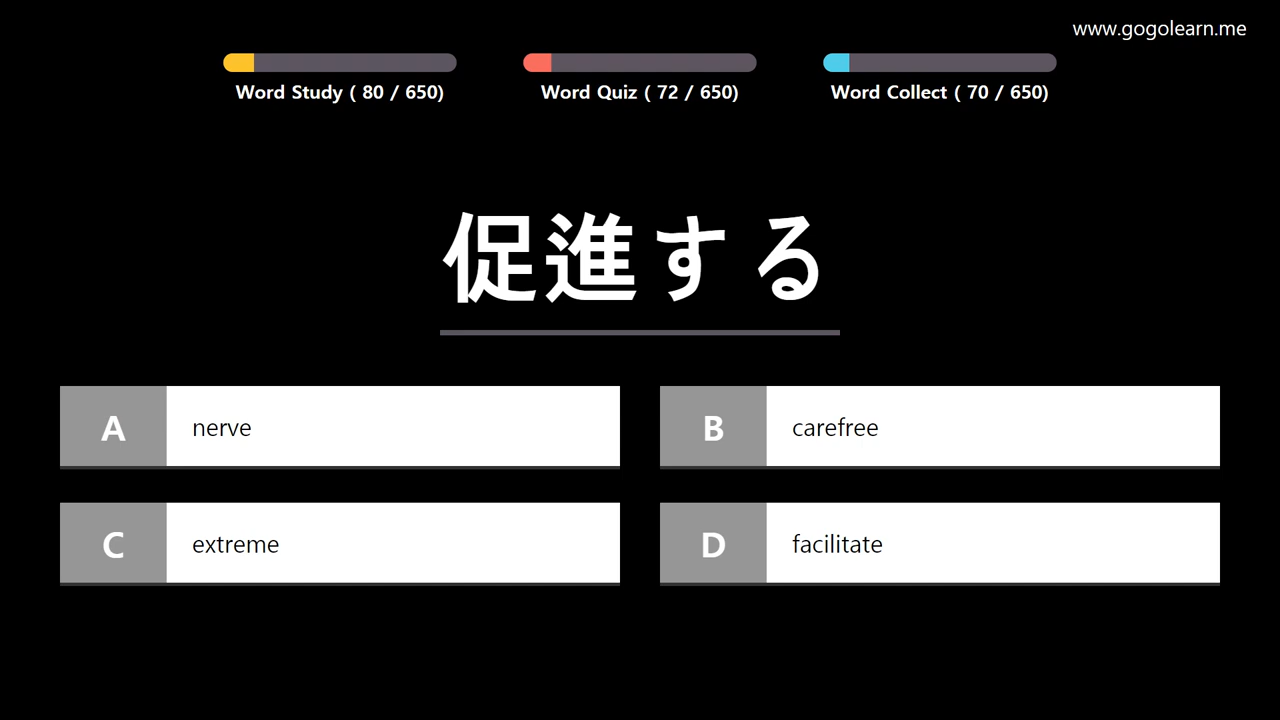 www.gogolearn.me
Word Study ( 80 / 650)
Word Quiz ( 72 / 650)
Word Collect ( 70 / 650)
促進する
A nerve
B carefree
C extreme
D facilitate